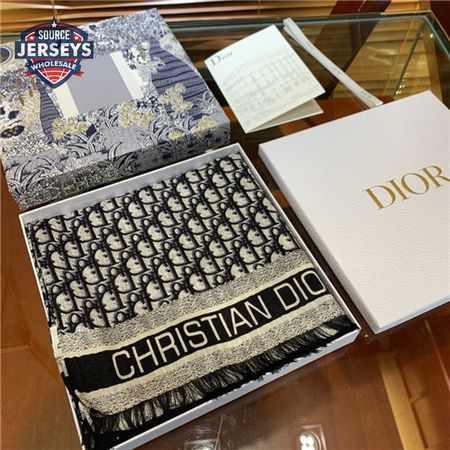 SOURCE
JERSEYS
WHOLESALE
Dior
DIOR
CHRISTIAN DIO